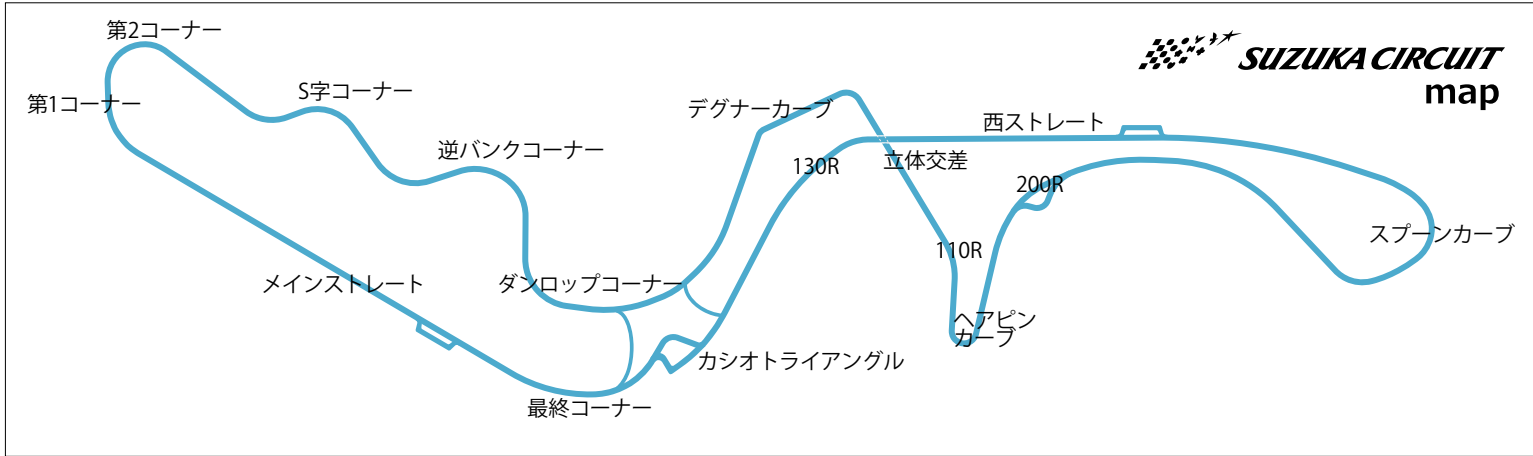 第2コーナー
SUZUKA CIRCUIT
map
第1コーナー
S字コーナー
デグナーカーブ
西ストレート
逆バンクコーナー
130R
立体交差
200R
110R
スプーンカーブ
メインストレート
ダンロップコーナー
ヘアピン
カーブ
カシオトライアングル
最終コーナー